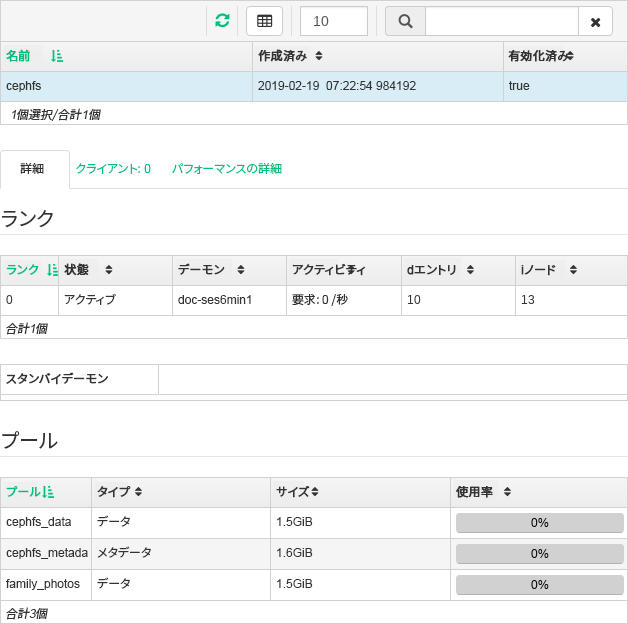 10
名前 作成済み 有効化済み
cephfs 2019-02-19 07:22:54 984192 true
1個選択/合計1個
詳細 クライアント: 0 パフォーマンスの詳細
ランク
ランク 状態 デーモン アクティビティ dエントリ iノード
0 アクティブ doc-ses6min1 要求: 0 /秒 10 13
合計1個
スタンバイデーモン
プール
プール タイプ サイズ 使用率
cephfs_data データ 1.5GiB 0%
cephfs_metada メタデータ 1.6GiB 0%
family_photos データ 1.5GiB 0%
合計3個